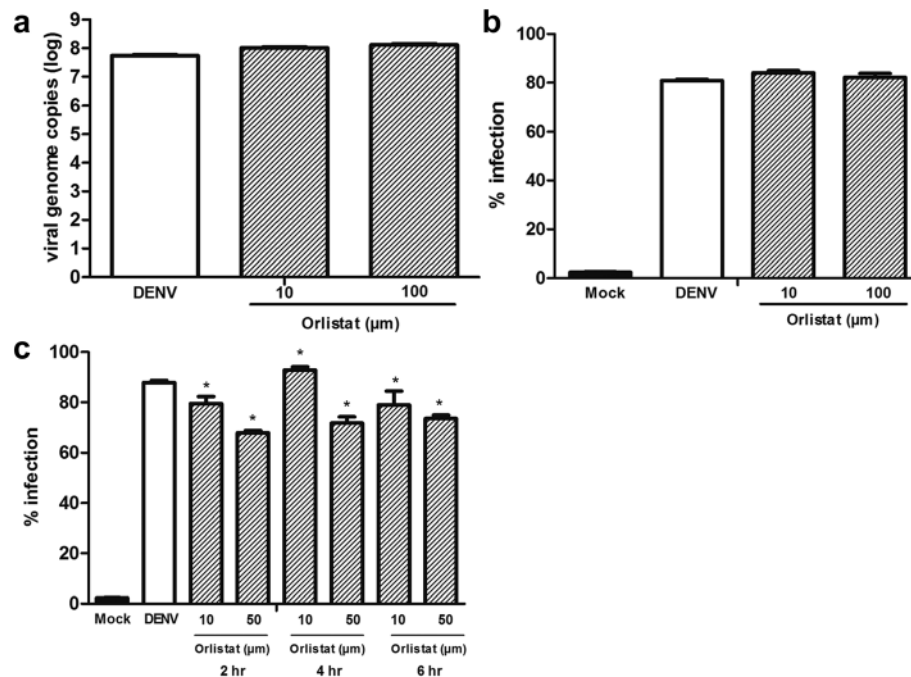 a
viral genome copies (log)
9
8
7
6
5
4
3
2
1
0
DENV
10
100
Orlistat (µm)
b
% infection
100
80
60
40
20
0
Mock
DENV
10
100
Orlistat (µm)
c
% infection
100
80
60
40
20
0
* * * * * *
Mock DENV 10 50 10 50 10 50
Orlistat (µm) Orlistat (µm) Orlistat (µm)
2 hr 4 hr 6 hr